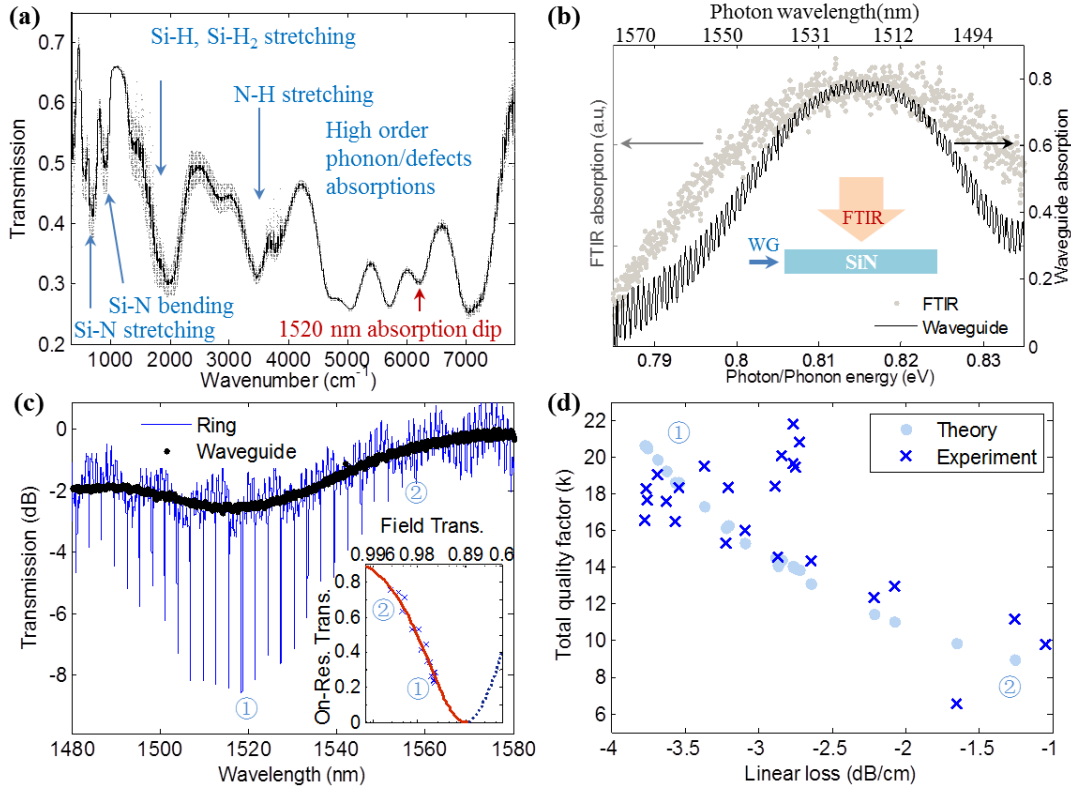 (a)
Si-H, Si-H2 stretching
N-H stretching
High order
phonon/defects
absorptions
Si-N bending
Si-N stretching
1520 nm absorption dip
Transmission
0.7
0.6
0.5
0.4
0.3
0.2
1000 2000 3000 4000 5000 6000 7000
Wavenumber (cm-1)
(b)
Photon wavelength(nm)
1570 1550 1531 1512 1494
FTIR absorption (a.u.)
Waveguide absorption
0.8
0.6
0.4
0.2
0
FTIR
WG
SiN
FTIR
Waveguide
0.79 0.8 0.81 0.82 0.83
Photon/Phonon energy (eV)
(c)
Ring
Waveguide
Transmission (dB)
0
-2
-4
-6
-8
②
①
Field Trans.
0.996 0.98 0.89 0.6
On-Res. Trans.
0.8
0.6
0.4
0.2
0
②
①
1480 1500 1520 1540 1560 1580
Wavelength (nm)
(d)
①
Theory
Experiment
②
Total quality factor (k)
22
20
18
16
14
12
10
8
6
-4 -3.5 -3 -2.5 -2 -1.5 -1
Linear loss (dB/cm)